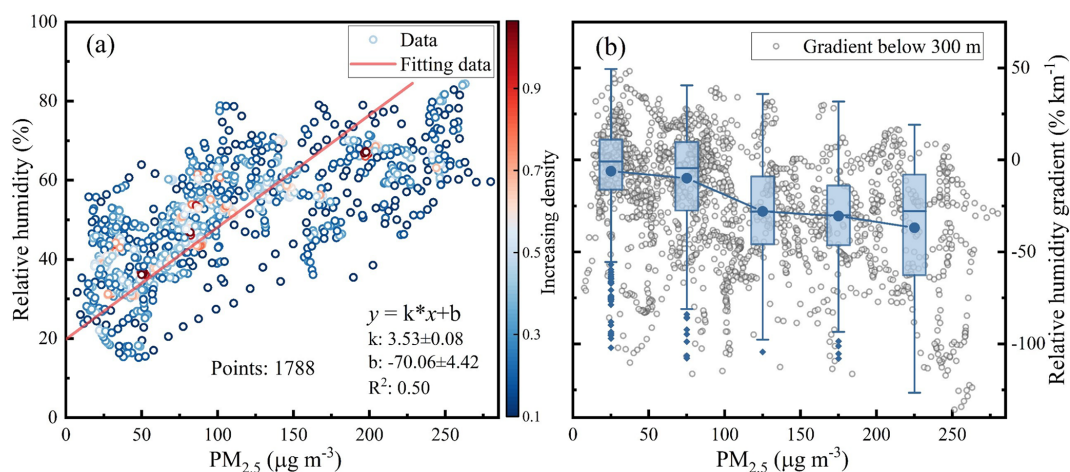 (a)
Data
Fitting data
Relative humidity (%)
100
80
60
40
20
0
y = k*x+b
k: 3.53±0.08
b: -70.06±4.42
R²: 0.50
Points: 1788
0 50 100 150 200 250
PM₂.₅ (μg m⁻³)
0.9
0.7
0.5
0.3
0.1
Increasing density
(b)
Gradient below 300 m
50
0
-50
-100
Relative humidity gradient (% km⁻¹)
0 50 100 150 200 250
PM₂.₅ (μg m⁻³)